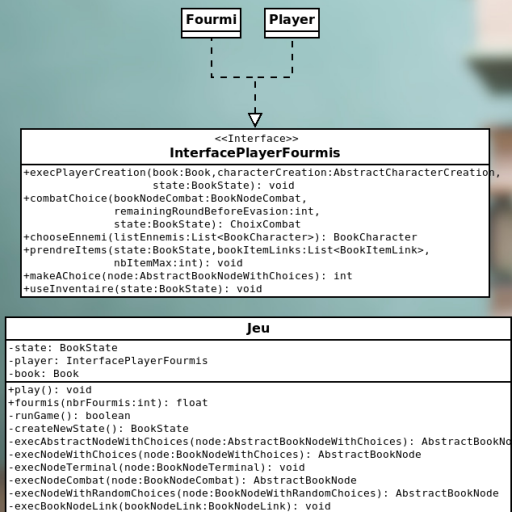 Fourmi Player
<<Interface>>
InterfacePlayerFourmis
+execPlayerCreation(book:Book,characterCreation:AbstractCharacterCreation,
state:BookState): void
+combatChoice(bookNodeCombat:BookNodeCombat,
remainingRoundBeforeEvasion:int,
state:BookState): ChoixCombat
+chooseEnnemi(listEnnemis:List<BookCharacter>): BookCharacter
+prendreItems(state:BookState,bookItemLinks:List<BookItemLink>,
nbItemMax:int): void
+makeAChoice(node:AbstractBookNodeWithChoices): int
+useInventaire(state:BookState): void
Jeu
-state: BookState
-player: InterfacePlayerFourmis
-book: Book
+play(): void
+fourmis(nbrFourmis:int): float
-runGame(): boolean
-createNewState(): BookState
-execAbstractNodeWithChoices(node:AbstractBookNodeWithChoices): AbstractBookNo
-execNodeWithChoices(node:BookNodeWithChoices): AbstractBookNode
-execNodeTerminal(node:BookNodeTerminal): void
-execNodeCombat(node:BookNodeCombat): AbstractBookNode
-execNodeWithRandomChoices(node:BookNodeWithRandomChoices): AbstractBookNode
-execBookNodeLink(bookNodeLink:BookNodeLink): void